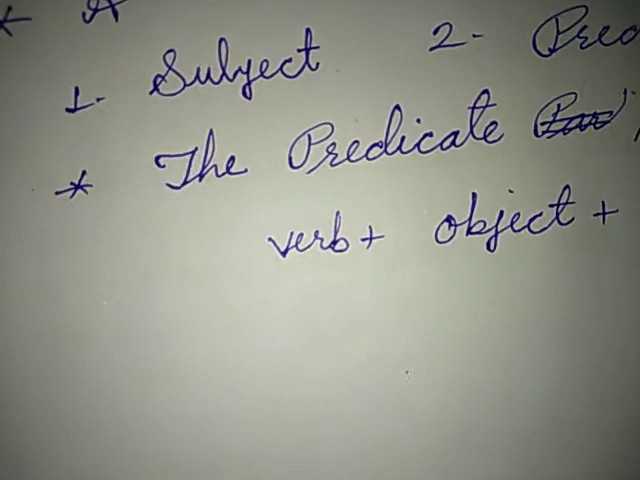 * A
1- Subject 2- Pred
* The Predicate
verb + object +